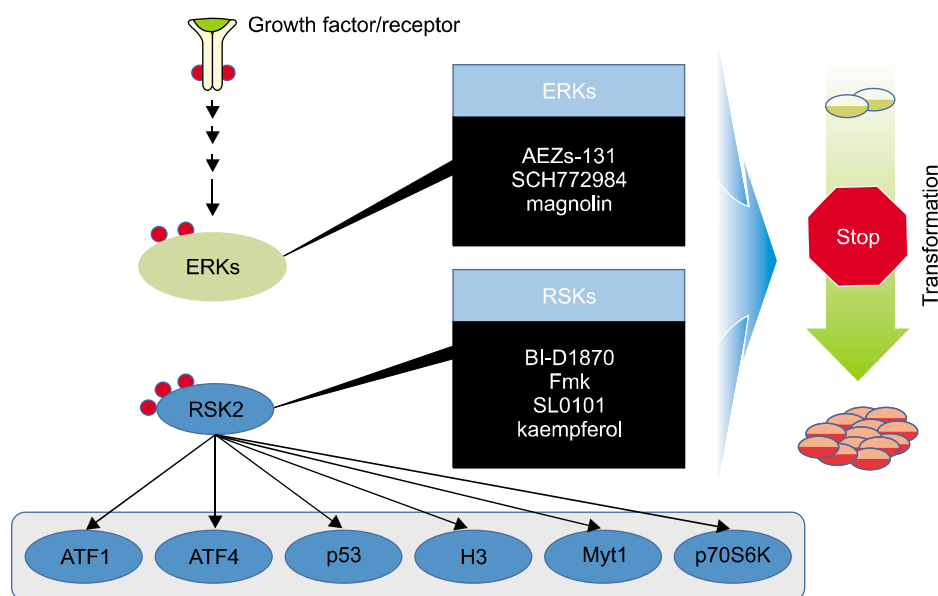 Growth factor/receptor
ERKs
AEZs-131
SCH772984
magnolin
ERKs
RSKs
BI-D1870
Fmk
SL0101
kaempferol
RSK2
Stop
Transformation
ATF1
ATF4
p53
H3
Myt1
p70S6K